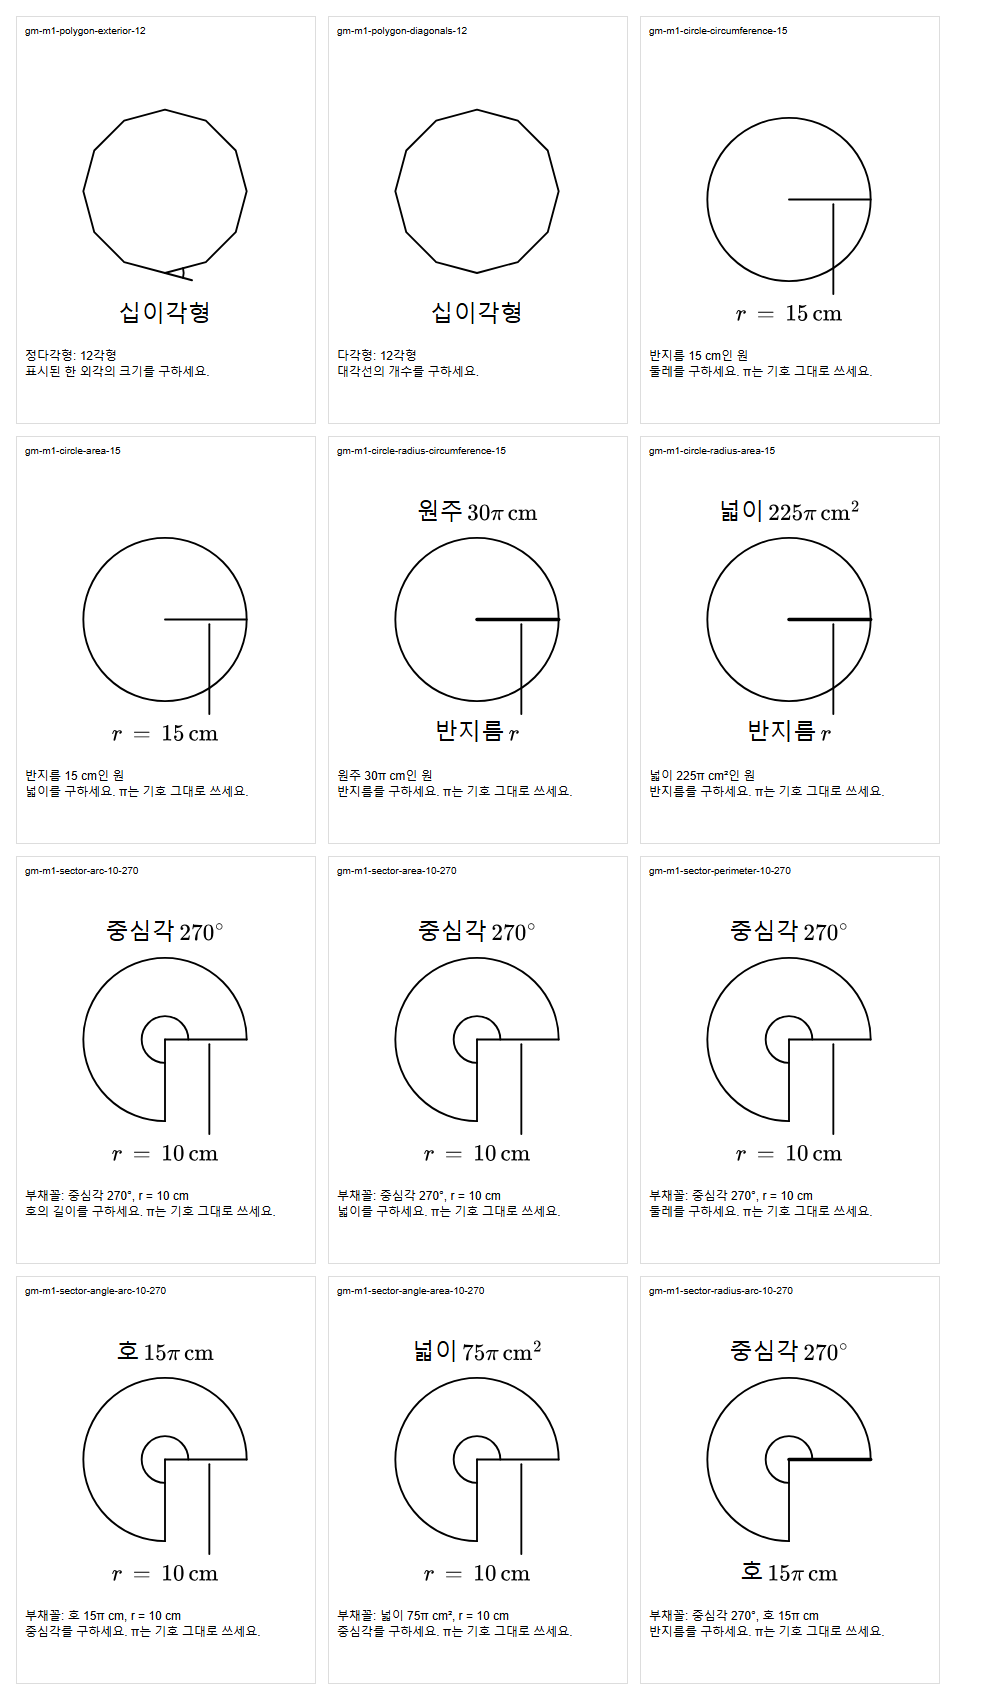 gm-m1-polygon-exterior-12
십이각형
정다각형: 12각형
표시된 한 외각의 크기를 구하세요.
gm-m1-polygon-diagonals-12
십이각형
다각형: 12각형
대각선의 개수를 구하세요.
gm-m1-circle-circumference-15
r = 15 cm
반지름 15 cm인 원
둘레를 구하세요. π는 기호 그대로 쓰세요.
gm-m1-circle-area-15
r = 15 cm
반지름 15 cm인 원
넓이를 구하세요. π는 기호 그대로 쓰세요.
gm-m1-circle-radius-circumference-15
원주 30π cm
반지름 r
원주 30π cm인 원
반지름를 구하세요. π는 기호 그대로 쓰세요.
gm-m1-circle-radius-area-15
넓이 225π cm²
반지름 r
넓이 225π cm²인 원
반지름를 구하세요. π는 기호 그대로 쓰세요.
gm-m1-sector-arc-10-270
중심각 270°
r = 10 cm
부채꼴: 중심각 270°, r = 10 cm
호의 길이를 구하세요. π는 기호 그대로 쓰세요.
gm-m1-sector-area-10-270
중심각 270°
r = 10 cm
부채꼴: 중심각 270°, r = 10 cm
넓이를 구하세요. π는 기호 그대로 쓰세요.
gm-m1-sector-perimeter-10-270
중심각 270°
r = 10 cm
부채꼴: 중심각 270°, r = 10 cm
둘레를 구하세요. π는 기호 그대로 쓰세요.
gm-m1-sector-angle-arc-10-270
호 15π cm
r = 10 cm
부채꼴: 호 15π cm, r = 10 cm
중심각를 구하세요. π는 기호 그대로 쓰세요.
gm-m1-sector-angle-area-10-270
넓이 75π cm²
r = 10 cm
부채꼴: 넓이 75π cm², r = 10 cm
중심각를 구하세요. π는 기호 그대로 쓰세요.
gm-m1-sector-radius-arc-10-270
중심각 270°
호 15π cm
부채꼴: 중심각 270°, 호 15π cm
반지름를 구하세요. π는 기호 그대로 쓰세요.